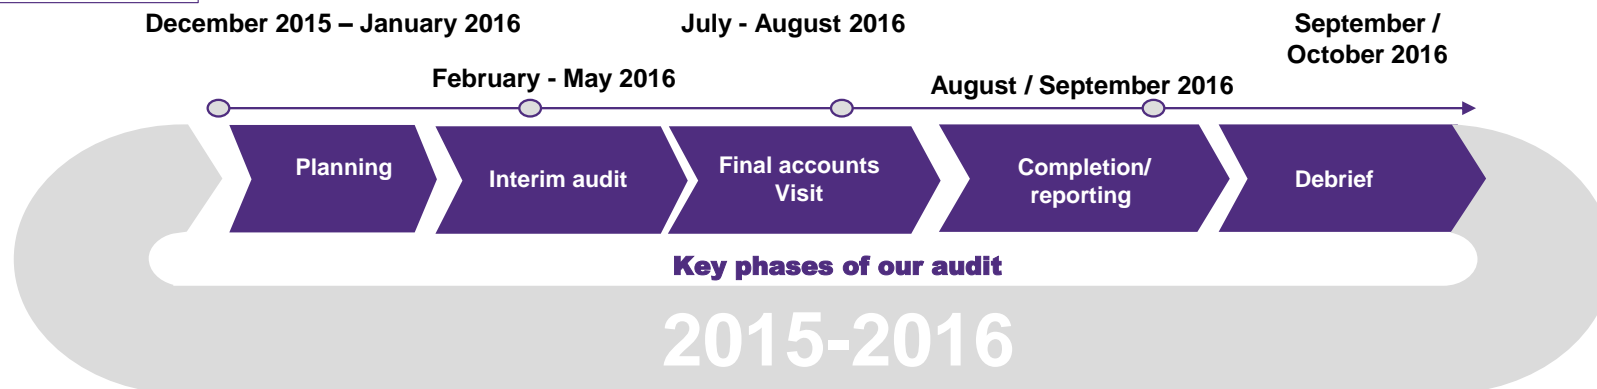 December 2015 – January 2016
July - August 2016
September /
October 2016
February - May 2016
August / September 2016
Planning
Interim audit
Final accounts
Visit
Completion/
reporting
Debrief
Key phases of our audit
2015-2016